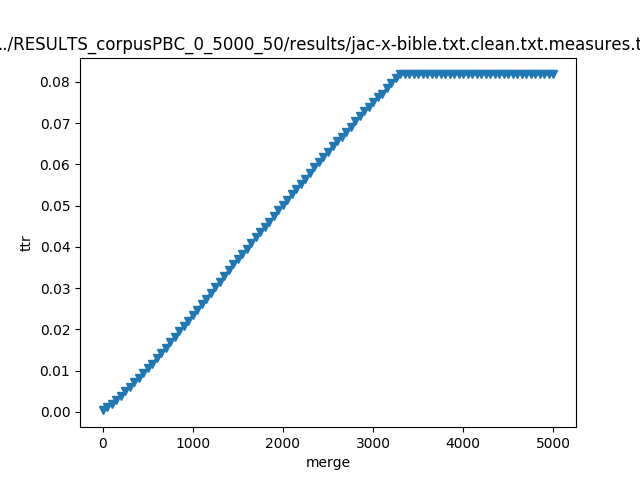 ../RESULTS_corpusPBC_0_5000_50/results/jac-x-bible.txt.clean.txt.measures.t
0.08
0.07
0.06
0.05
0.04
0.03
0.02
0.01
0.00
ttr
0 1000 2000 3000 4000 5000
merge